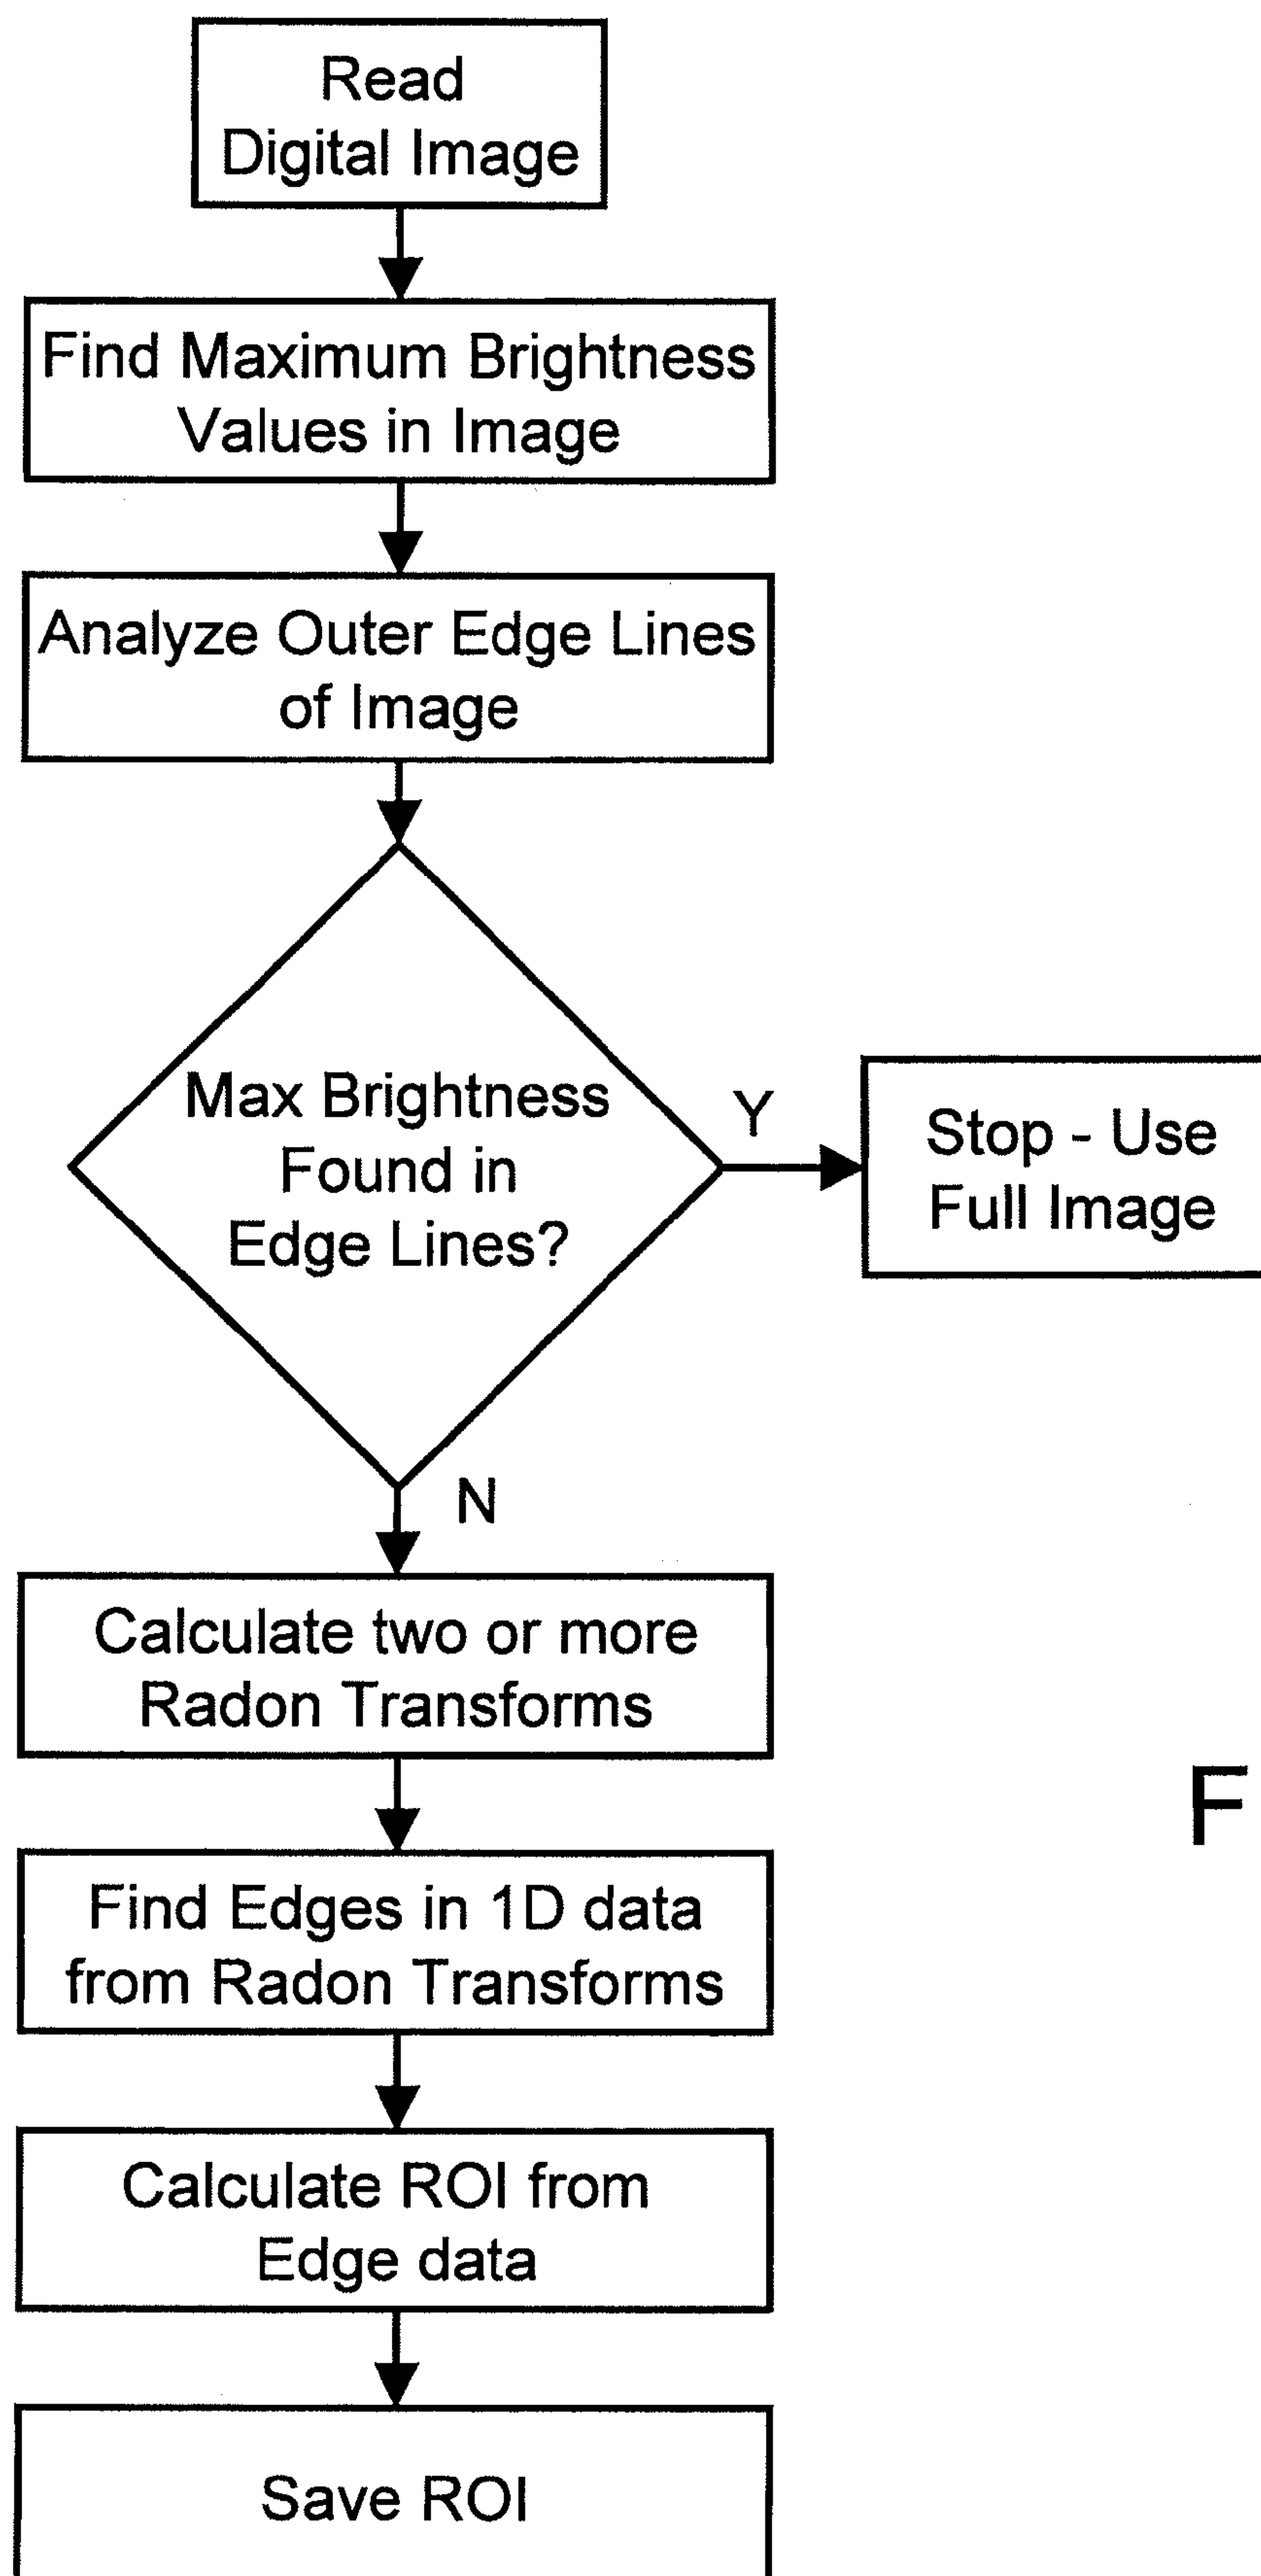 Read
Digital Image
Find Maximum Brightness
Values in Image
Analyze Outer Edge Lines
of Image
Max Brightness
Found in
Edge Lines?
Y
Stop - Use
Full Image
N
Calculate two or more
Radon Transforms
F
Find Edges in 1D data
from Radon Transforms
Calculate ROI from
Edge data
Save ROI